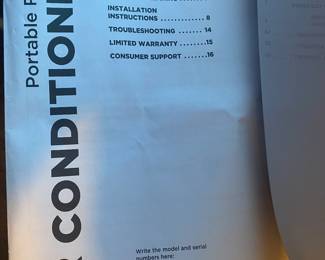 Portable R
R CONDITIONE
INSTALLATION
INSTRUCTIONS ............. 8
TROUBLESHOOTING ....... 14
LIMITED WARRANTY ....... 15
CONSUMER SUPPORT ....... 16
Write the model and serial
numbers here: